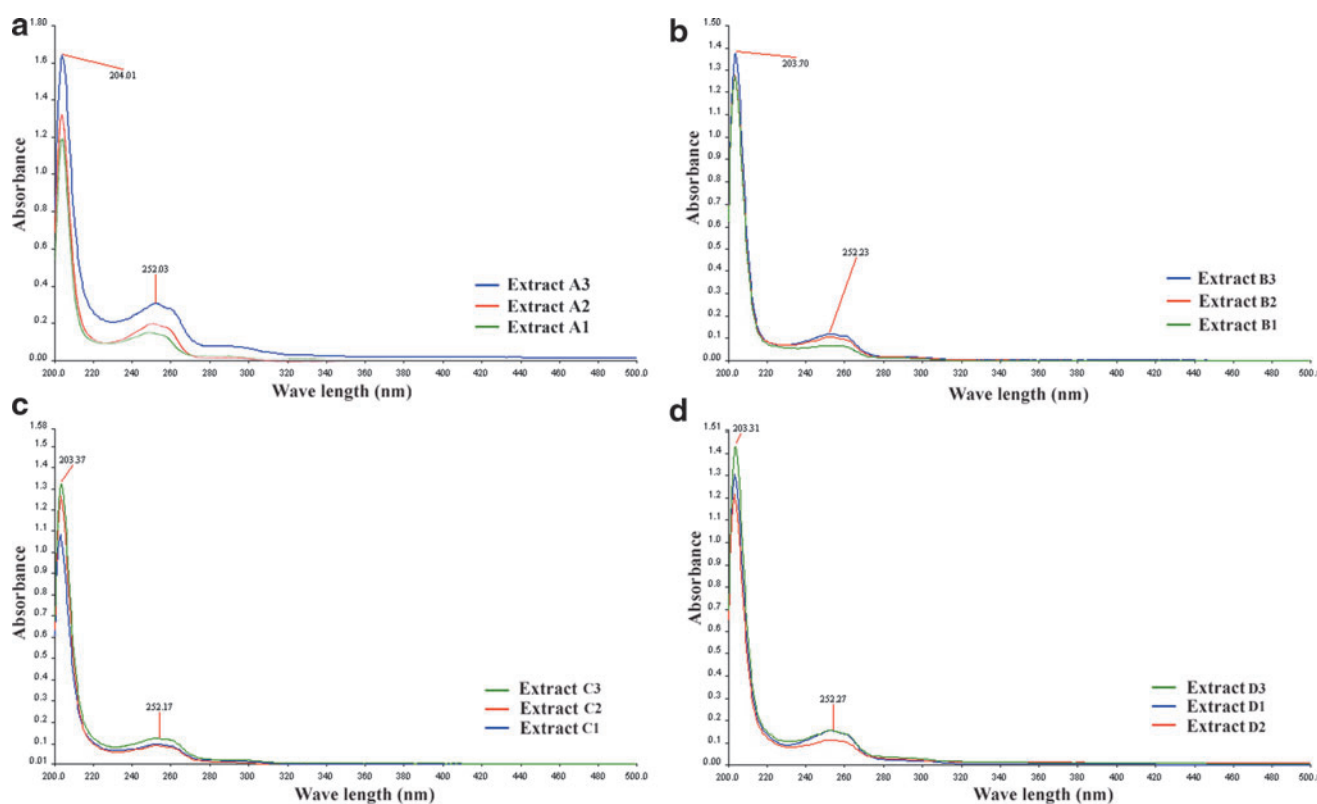 a
1.80
1.6
1.4
1.2
1.0
0.8
0.6
0.4
0.2
0.00
Absorbance
204.01
252.03
Extract A3
Extract A2
Extract A1
200.0 220 240 260 280 300 320 340 360 380 400 420 440 460 480 500.0
Wave length (nm)
b
1.50
1.4
1.3
1.2
1.1
1.0
0.9
0.8
0.7
0.6
0.5
0.4
0.3
0.2
0.1
0.00
Absorbance
203.70
252.23
Extract B3
Extract B2
Extract B1
200.0 220 240 260 280 300 320 340 360 380 400 420 440 460 480 500.0
Wave length (nm)
c
1.58
1.5
1.4
1.3
1.2
1.1
1.0
0.9
0.8
0.7
0.6
0.5
0.4
0.3
0.2
0.1
0.01
Absorbance
203.37
252.17
Extract C3
Extract C2
Extract C1
200.0 220 240 260 280 300 320 340 360 380 400 420 440 460 480 500.0
Wave length (nm)
d
1.51
1.4
1.3
1.2
1.1
1.0
0.9
0.8
0.7
0.6
0.5
0.4
0.3
0.2
0.1
0.00
Absorbance
203.31
252.27
Extract D3
Extract D1
Extract D2
200.0 220 240 260 280 300 320 340 360 380 400 420 440 460 480 500.0
Wave length (nm)